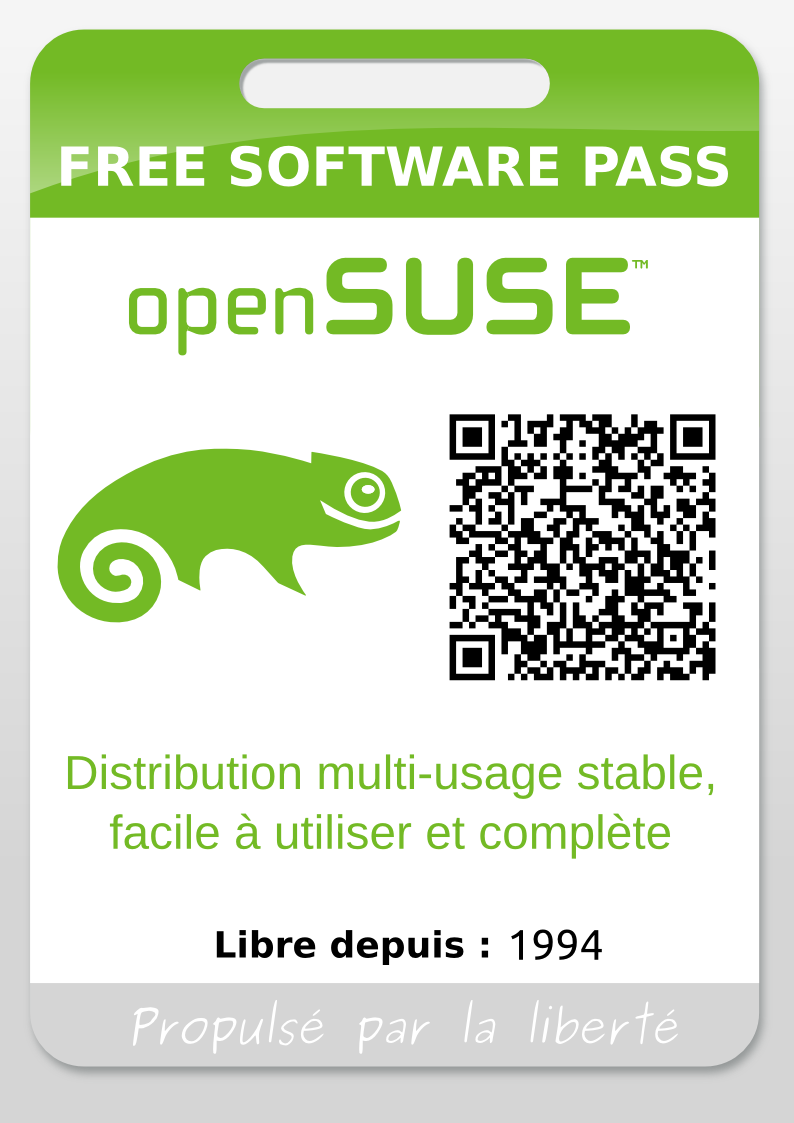 FREE SOFTWARE PASS
openSUSE™
Distribution multi-usage stable,
facile à utiliser et complète
Libre depuis : 1994
Propulsé par la liberté